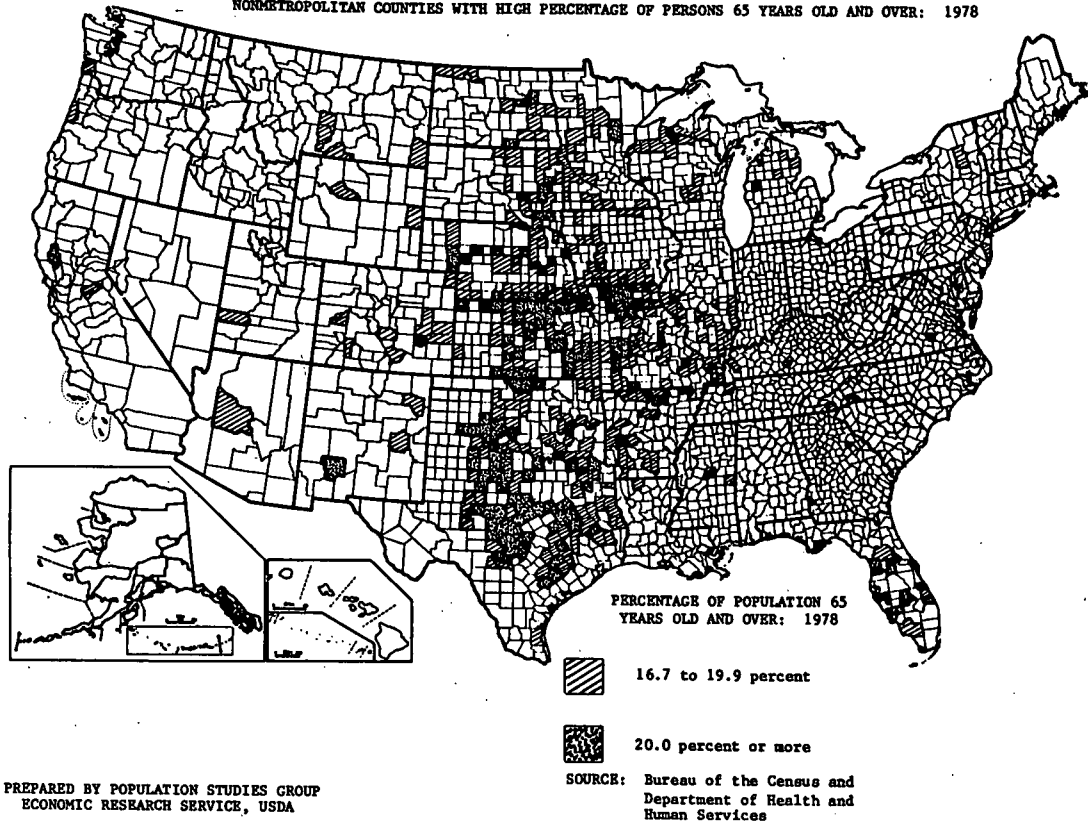 NONMETROPOLITAN COUNTIES WITH HIGH PERCENTAGE OF PERSONS 65 YEARS OLD AND OVER: 1978
PERCENTAGE OF POPULATION 65
YEARS OLD AND OVER: 1978
16.7 to 19.9 percent
20.0 percent or more
SOURCE: Bureau of the Census and
Department of Health and
Human Services
PREPARED BY POPULATION STUDIES GROUP
ECONOMIC RESEARCH SERVICE, USDA